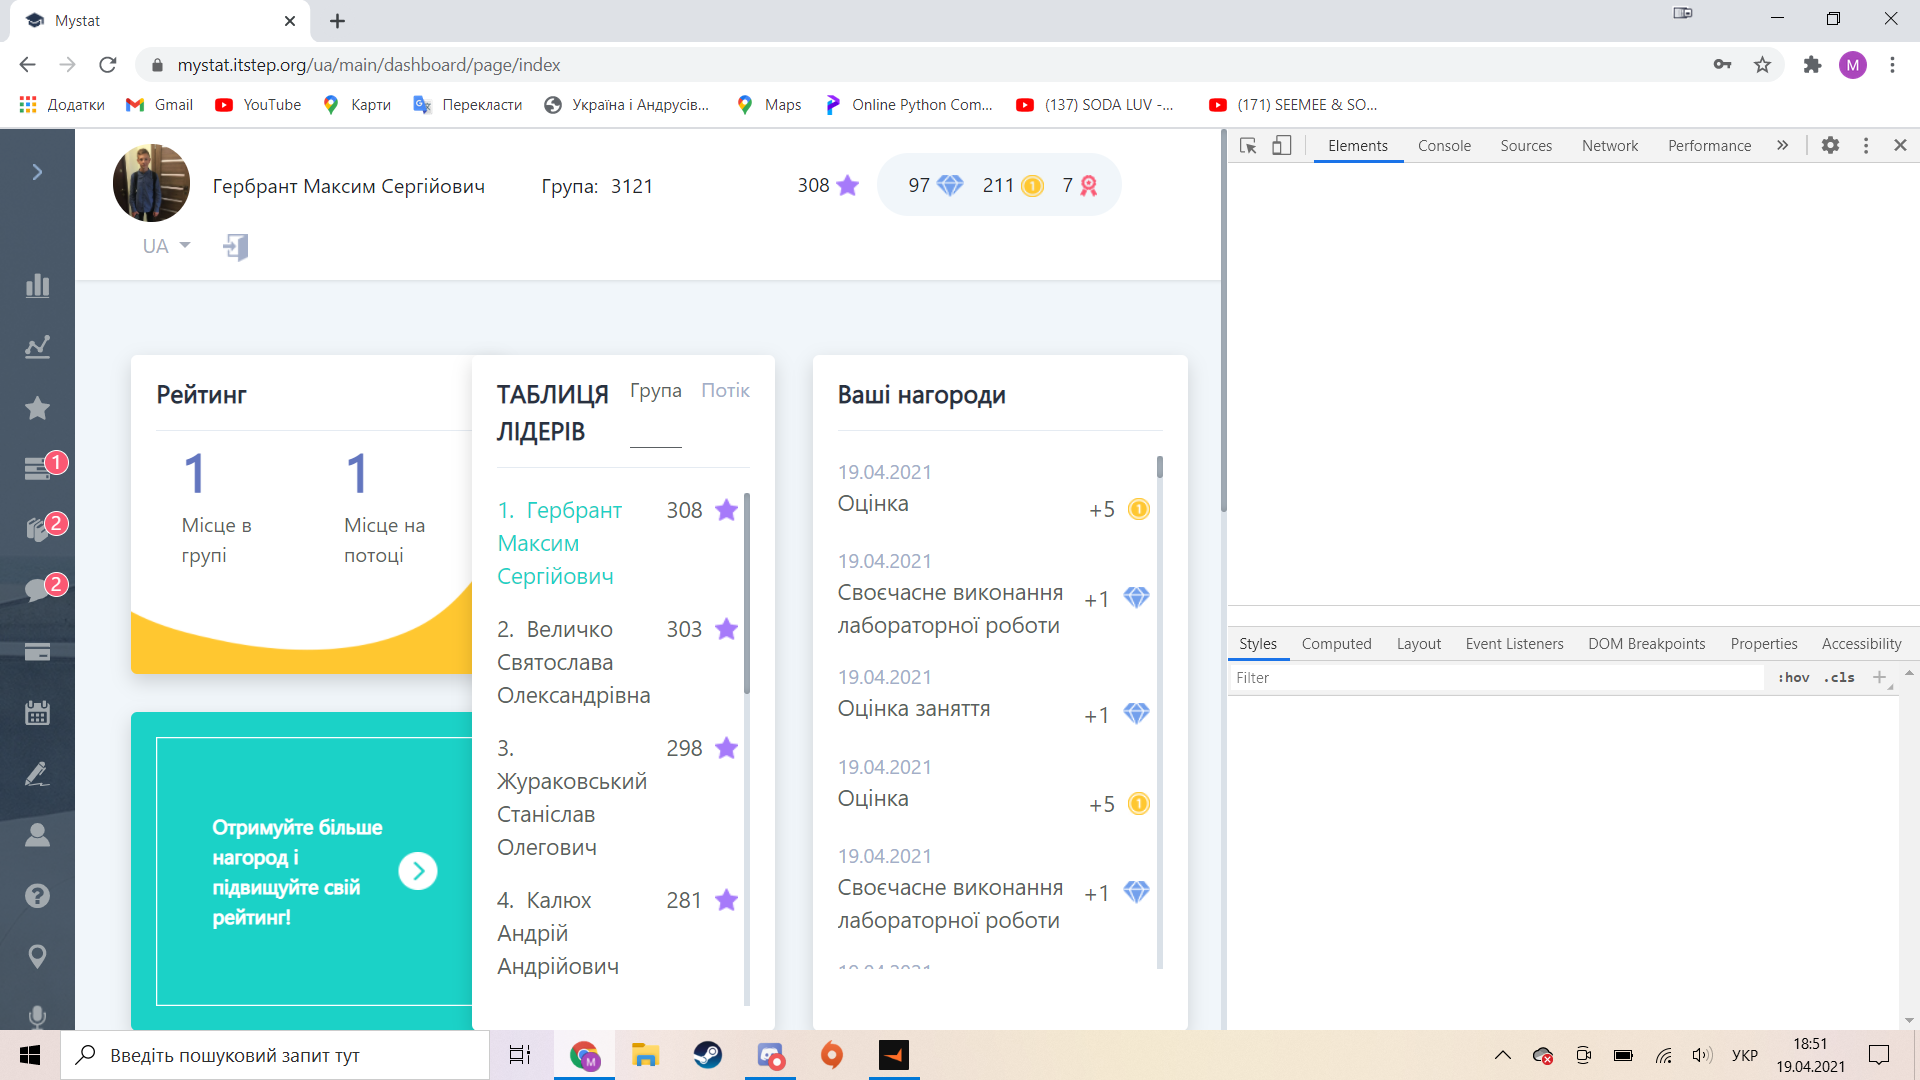 Mystat
mystat.itstep.org/ua/main/dashboard/page/index
M
Додатки
Gmail
YouTube
Карти
Перекласти
Україна і Андрусів...
Maps
Online Python Com...
(137) SODA LUV -...
(171) SEEMEE & SO...
Гербрант Максим Сергійович
Група: 3121
308
97
211
7
UA
1
2
2
Рейтинг
1
Місце в
групі
1
Місце на
потоці
Отримуйте більше
нагород і
підвищуйте свій
рейтинг!
ТАБЛИЦЯ
ЛІДЕРІВ
Група
Потік
1. Гербрант
Максим
Сергійович
308
2. Величко
Святослава
Олександрівна
303
3.
Жураковський
Станіслав
Олегович
298
4. Калюх
Андрій
Андрійович
281
Ваші нагороди
19.04.2021
Оцінка
+5
19.04.2021
Своєчасне виконання
лабораторної роботи
+1
19.04.2021
Оцінка заняття
+1
19.04.2021
Оцінка
+5
19.04.2021
Своєчасне виконання
лабораторної роботи
+1
Elements
Console
Sources
Network
Performance
Styles
Computed
Layout
Event Listeners
DOM Breakpoints
Properties
Accessibility
Filter
:hov
.cls
Введіть пошуковий запит тут
M
УКР
18:51
19.04.2021